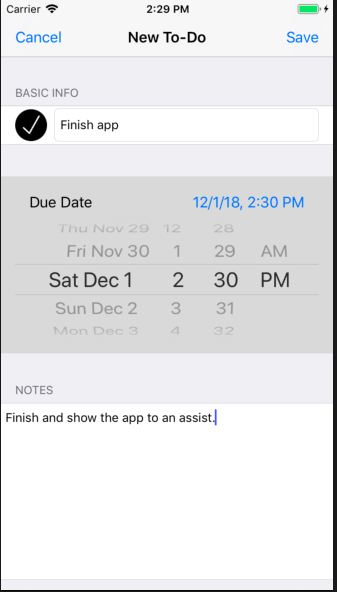 Carrier 2:29 PM
Cancel New To-Do Save
BASIC INFO
Finish app
Due Date 12/1/18, 2:30 PM
Thu Nov 29 12 28
Fri Nov 30 1 29 AM
Sat Dec 1 2 30 PM
Sun Dec 2 3 31
Mon Dec 3 4 32
NOTES
Finish and show the app to an assist.